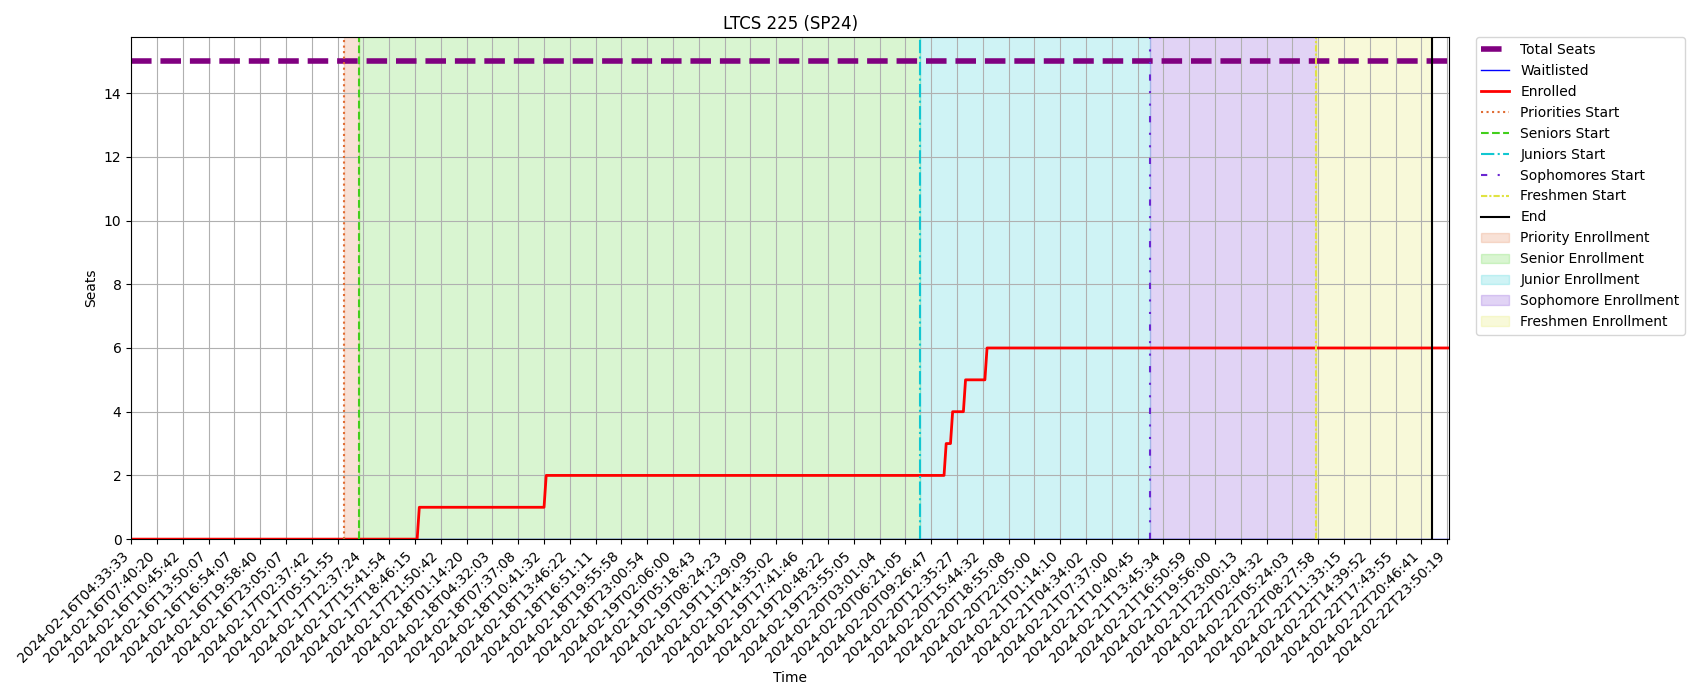 LTCS 225 (SP24)
Seats
14
12
10
8
6
4
2
0
2024-02-16T04:33:33
2024-02-16T07:40:20
2024-02-16T10:45:42
2024-02-16T13:50:07
2024-02-16T16:54:07
2024-02-16T19:58:40
2024-02-16T23:05:07
2024-02-17T02:37:42
2024-02-17T05:51:55
2024-02-17T12:37:24
2024-02-17T15:41:54
2024-02-17T18:46:15
2024-02-17T21:50:42
2024-02-18T01:14:20
2024-02-18T04:32:03
2024-02-18T07:37:08
2024-02-18T10:41:32
2024-02-18T13:46:22
2024-02-18T16:51:11
2024-02-18T19:55:58
2024-02-18T23:00:54
2024-02-19T02:06:00
2024-02-19T05:18:43
2024-02-19T08:24:23
2024-02-19T11:29:09
2024-02-19T14:35:02
2024-02-19T17:41:46
2024-02-19T20:48:22
2024-02-19T23:55:05
2024-02-20T03:01:04
2024-02-20T06:21:05
2024-02-20T09:26:47
2024-02-20T12:35:27
2024-02-20T15:44:32
2024-02-20T18:55:08
2024-02-20T22:05:00
2024-02-21T01:14:10
2024-02-21T04:34:02
2024-02-21T07:37:00
2024-02-21T10:40:45
2024-02-21T13:45:34
2024-02-21T16:50:59
2024-02-21T19:56:00
2024-02-21T23:00:13
2024-02-22T02:04:32
2024-02-22T05:24:03
2024-02-22T08:27:58
2024-02-22T11:33:15
2024-02-22T14:39:52
2024-02-22T17:43:55
2024-02-22T20:46:41
2024-02-22T23:50:19
Time
Total Seats
Waitlisted
Enrolled
Priorities Start
Seniors Start
Juniors Start
Sophomores Start
Freshmen Start
End
Priority Enrollment
Senior Enrollment
Junior Enrollment
Sophomore Enrollment
Freshmen Enrollment